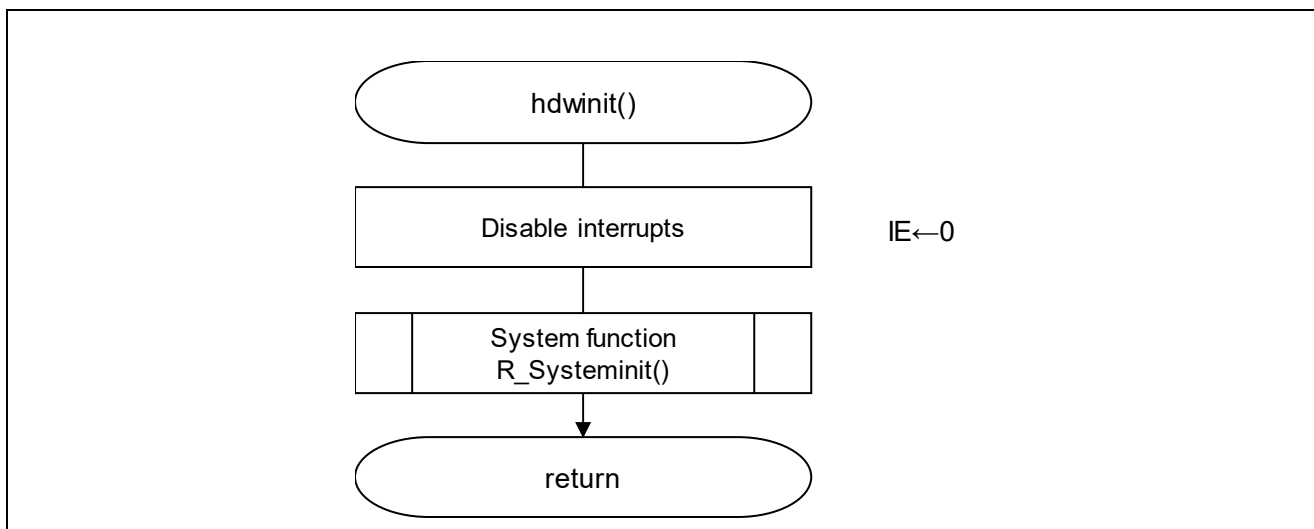 hdwinit()
Disable interrupts
IE←0
System function
R_Systeminit()
return